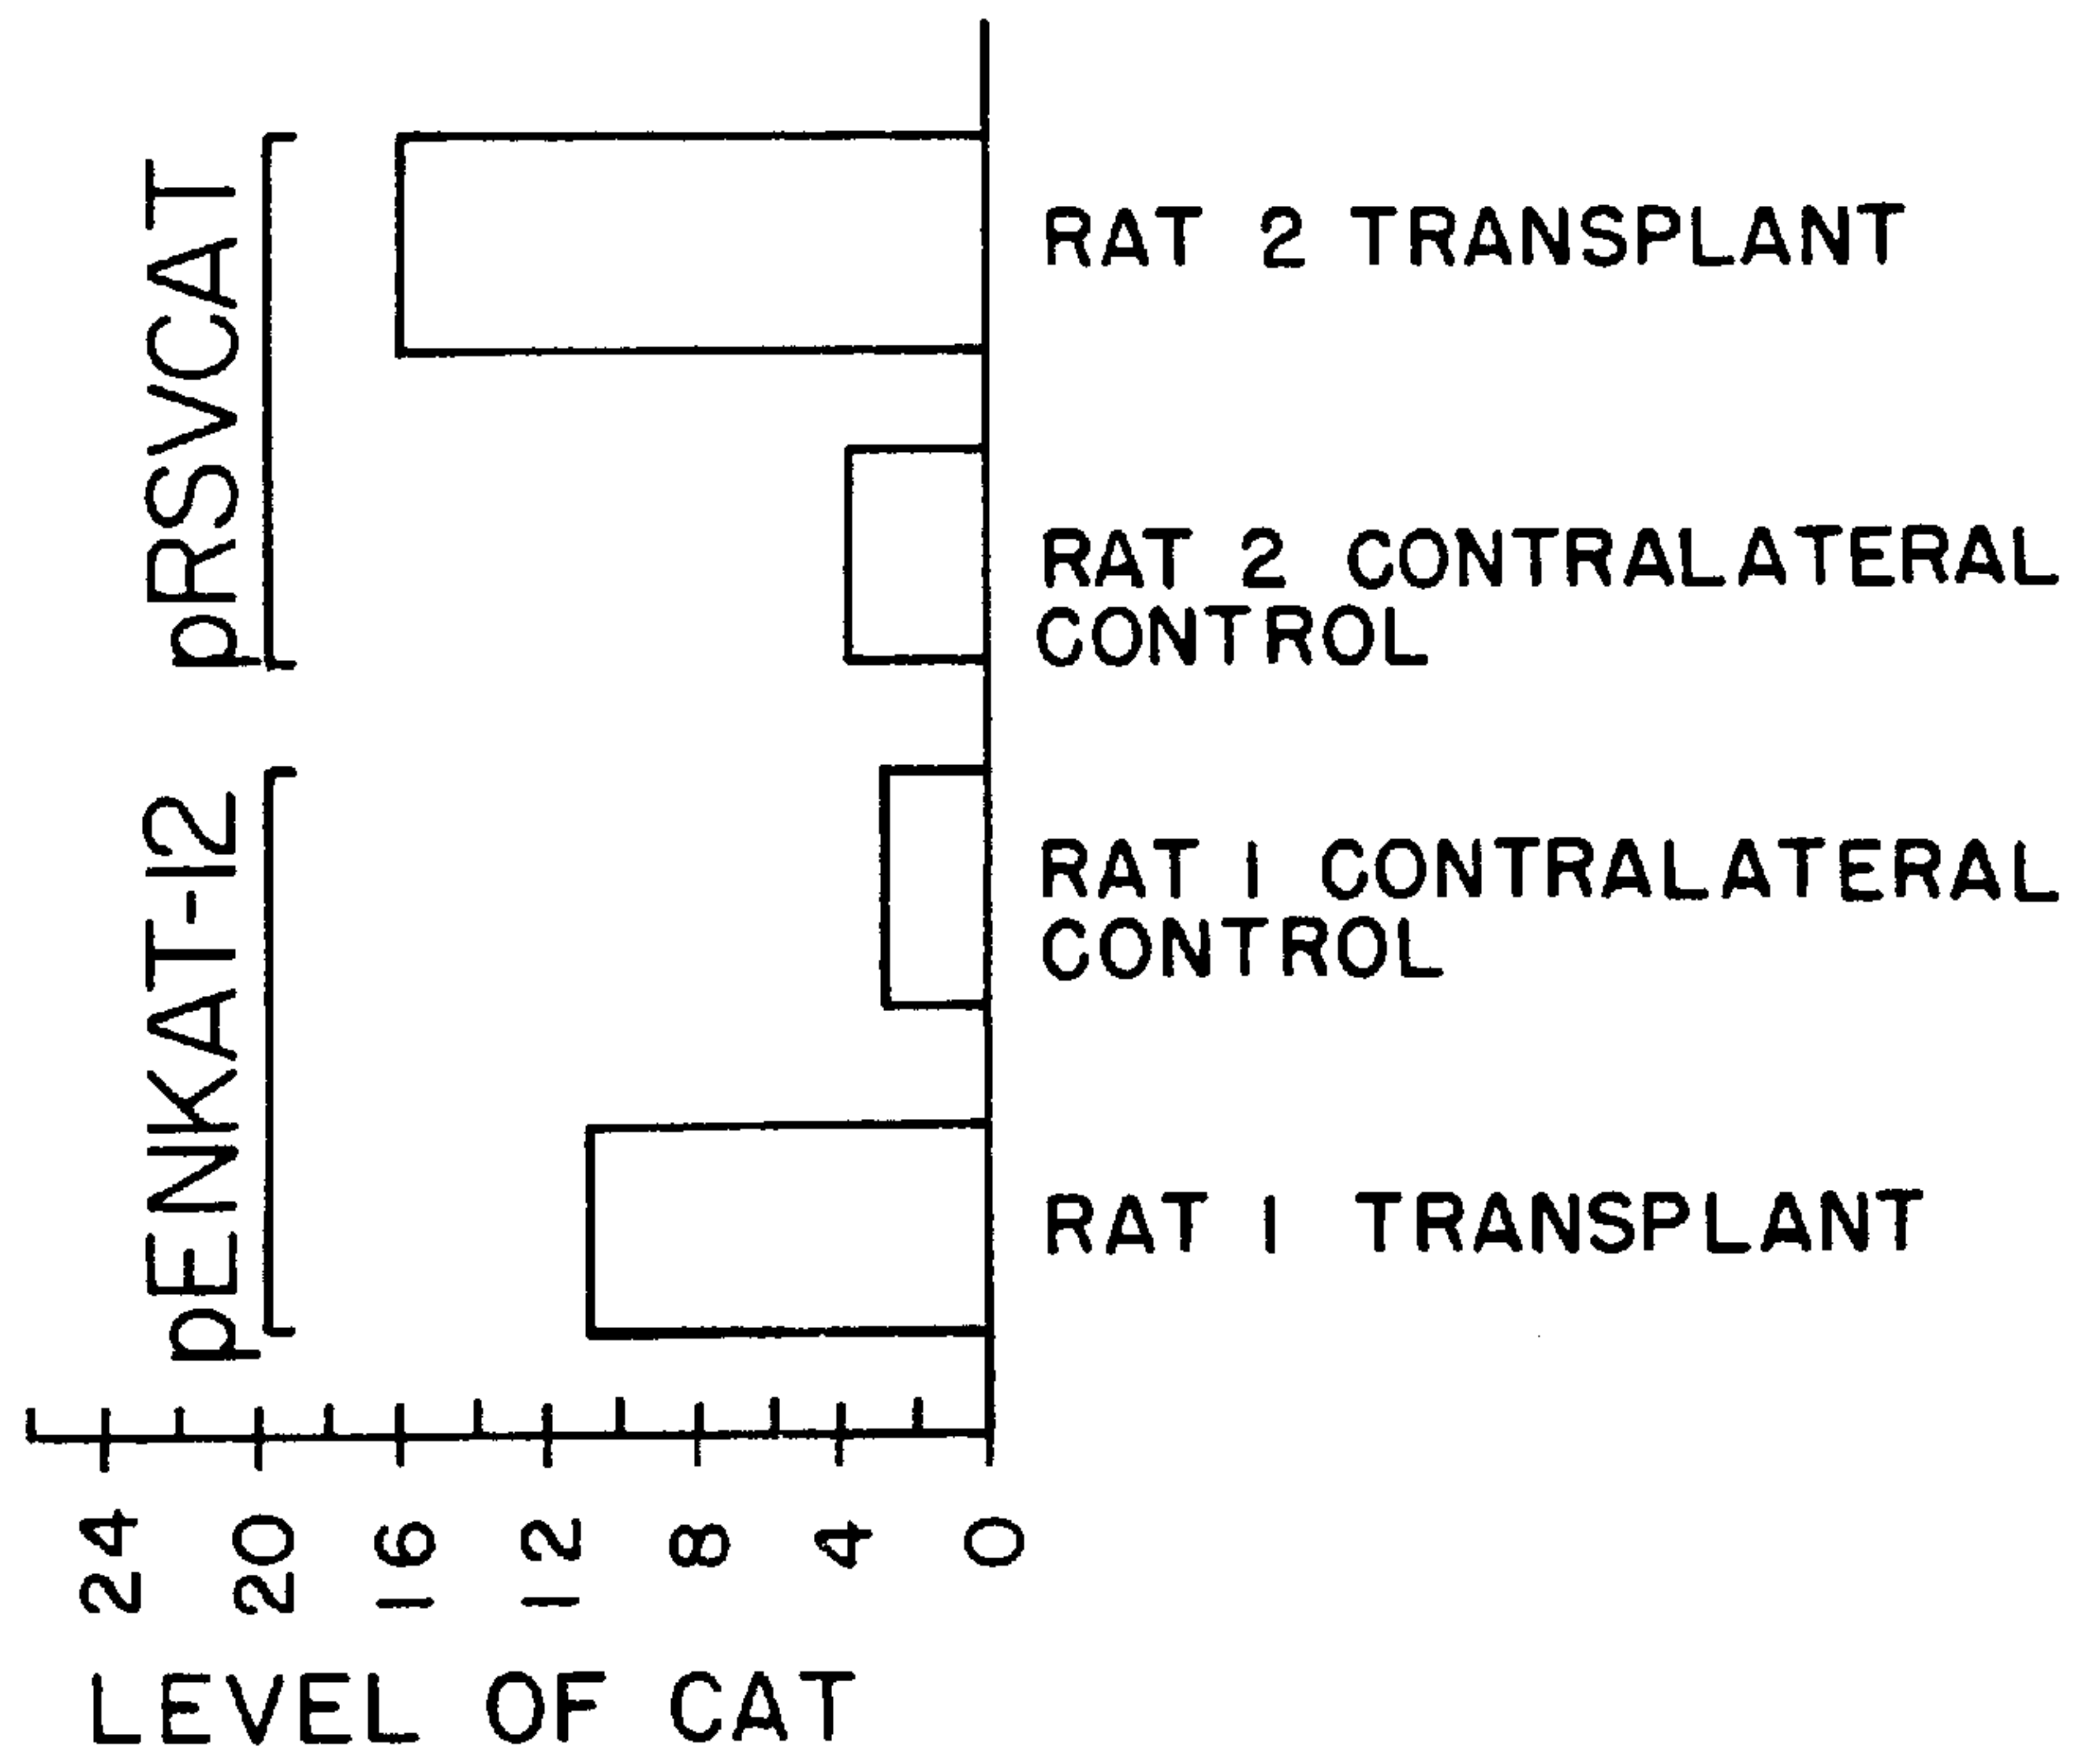 pRSVCAT
RAT 2 TRANSPLANT
RAT 2 CONTRALATERAL
CONTROL
pENKAT-12
RAT 1 CONTRALATERAL
CONTROL
RAT 1 TRANSPLANT
24 20 16 12 8 4 0
LEVEL OF CAT